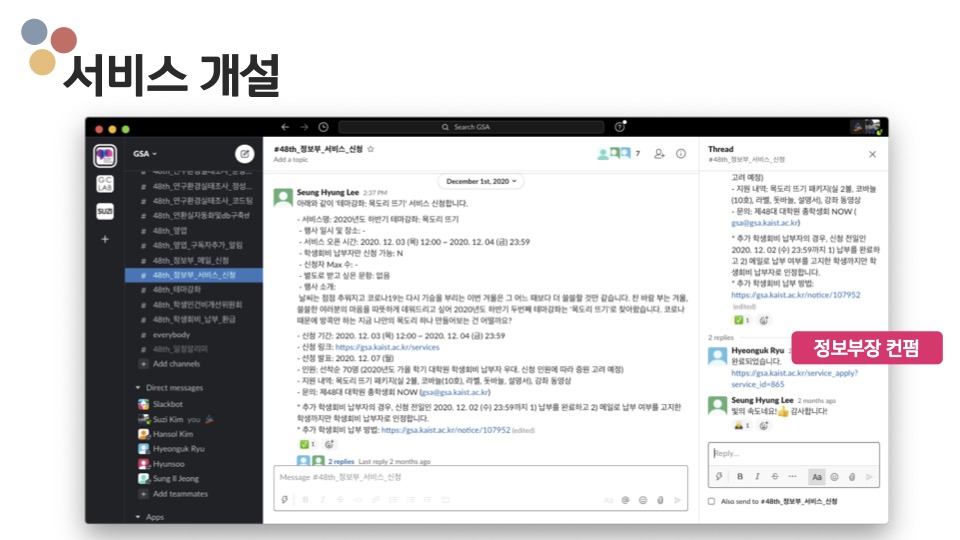 서비스 개설
Search GSA
GSA
# 48th_연구환경실태조사_정성...
# 48th_연구환경실태조사_코드팀
# 48th_연환실자동화및db구축tf
# 48th_영업
# 48th_영업_구독자추가_알림
# 48th_정보부_메일_신청
# 48th_정보부_서비스_신청
# 48th_테마강좌
# 48th_학생인건비개선위원회
# 48th_학생회비_납부_환급
# everybody
# 48th_일정알리미
Add channels
Direct messages
Slackbot
Suzi Kim you
Hansol Kim
Hyeonguk Ryu
Hyunsoo
Sung Il Jeong
Add teammates
Apps
GC
LAB
SUZI
#48th_정보부_서비스_신청
Add a topic
7
December 1st, 2020
Seung Hyung Lee 2:37 PM
아래와 같이 '테마강좌: 목도리 뜨기' 서비스 신청합니다.
- 서비스명: 2020년도 하반기 테마강좌: 목도리 뜨기
- 행사 일시 및 장소: -
- 서비스 오픈 시간: 2020. 12. 03 (목) 12:00 ~ 2020. 12. 04 (금) 23:59
- 학생회비 납부자만 신청 가능: N
- 신청자 Max 수: -
- 별도로 받고 싶은 문항: 없음
- 행사 소개:
날씨는 점점 추워지고 코로나19는 다시 기승을 부리는 이번 겨울은 그 어느 때보다 더 쓸쓸할 것만 같습니다. 찬 바람 부는 겨울,
쓸쓸한 여러분의 마음을 따뜻하게 데워드리고 싶어 2020년도 하반기 두번째 테마강좌는 '목도리 뜨기'로 찾아왔습니다. 코로나
때문에 방콕만 하는 지금 나만의 목도리 하나 만들어보는 건 어떨까요?
- 신청 기간: 2020. 12. 03 (목) 12:00 ~ 2020. 12. 04 (금) 23:59
- 신청 링크: https://gsa.kaist.ac.kr/services
- 선정 발표: 2020. 12. 07 (월)
- 인원: 선착순 70명 (2020년도 가을 학기 대학원 학생회비 납부자 우대, 신청 인원에 따라 증원 고려 예정)
- 지원 내역: 목도리 뜨기 패키지(실 2볼, 코바늘(10호), 라벨, 돗바늘, 설명서), 강좌 동영상
- 문의: 제48대 대학원 총학생회 NOW (gsa@gsa.kaist.ac.kr)
* 추가 학생회비 납부자의 경우, 신청 전일인 2020. 12. 02 (수) 23:59까지 1) 납부를 완료하고 2) 메일로 납부 여부를 고지한
학생까지만 학생회비 납부자로 인정합니다.
* 추가 학생회비 납부 방법: https://gsa.kaist.ac.kr/notice/107952 (edited)
1
2 replies Last reply 2 months ago
Message #48th_정보부_서비스_신청
Thread
#48th_정보부_서비스_신청
고려 예정)
- 지원 내역: 목도리 뜨기 패키지(실 2볼, 코바늘
(10호), 라벨, 돗바늘, 설명서), 강좌 동영상
- 문의: 제48대 대학원 총학생회 NOW (
gsa@gsa.kaist.ac.kr)
* 추가 학생회비 납부자의 경우, 신청 전일인
2020. 12. 02 (수) 23:59까지 1) 납부를 완료하
고 2) 메일로 납부 여부를 고지한 학생까지만 학
생회비 납부자로 인정합니다.
* 추가 학생회비 납부 방법:
https://gsa.kaist.ac.kr/notice/107952
(edited)
1
2 replies
정보부장 컨펌
Hyeonguk Ryu
완료되었습니다.
https://gsa.kaist.ac.kr/service_apply?
service_id=865
Seung Hyung Lee 2 months ago
빛의 속도네요! 감사합니다!
1
Reply...
Aa
Also send to #48th_정보부_서비스_신청